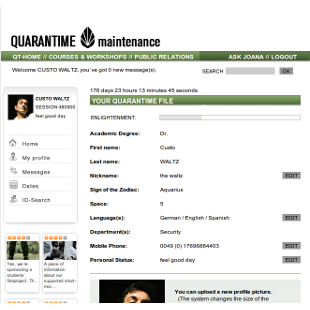 QUARANTIME maintenance
QT-HOME // COURSES & WORKSHOPS // PUBLIC RELATIONS ASK JOANA // LOGOUT
Welcome CUSTO WALTZ, you've got 0 new message(s). SEARCH OK
176 days 23 hours 13 minutes 48 seconds
YOUR QUARANTIME FILE
CUSTO WALTZ
SESSION 480900
feel good day
ENLIGHTENMENT:
Home
My profile
Messages
Dates
ID-Search
Academic Degree: Dr.
First name: Custo
Last name: WALTZ
Nickname: the waltz EDIT
Sign of the Zodiac: Aquarius
Space: 5
Language(s): German / English / Spanish EDIT
Department(s): Security
Mobile Phone: 0049 (0) 17696884403 EDIT
Personal Status: feel good day EDIT
Yes, we're
sponsoring a
students'
filmproject. Th...
A piece of
information
about our
supported short-
mov...
You can upload a new profile picture.
(The system changes the size of the